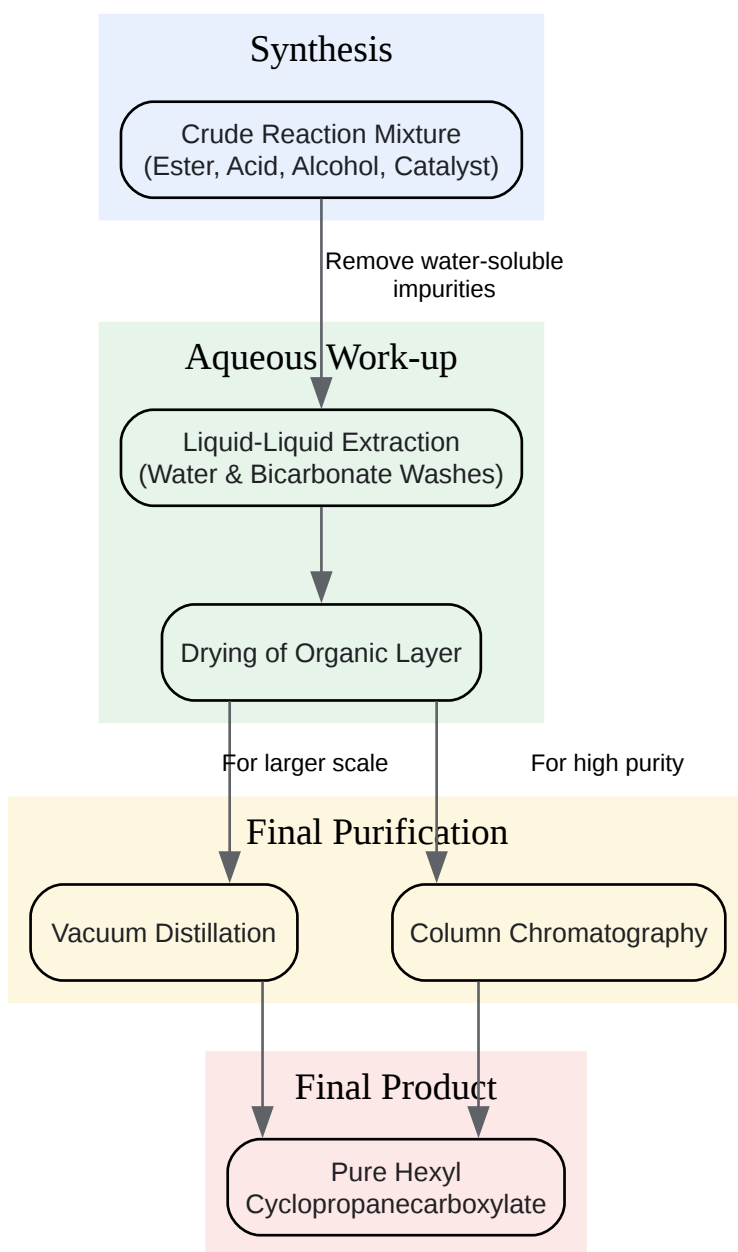 Synthesis
Crude Reaction Mixture
(Ester, Acid, Alcohol, Catalyst)
Remove water-soluble
impurities
Aqueous Work-up
Liquid-Liquid Extraction
(Water & Bicarbonate Washes)
Drying of Organic Layer
For larger scale
For high purity
Final Purification
Vacuum Distillation
Column Chromatography
Final Product
Pure Hexyl
Cyclopropanecarboxylate